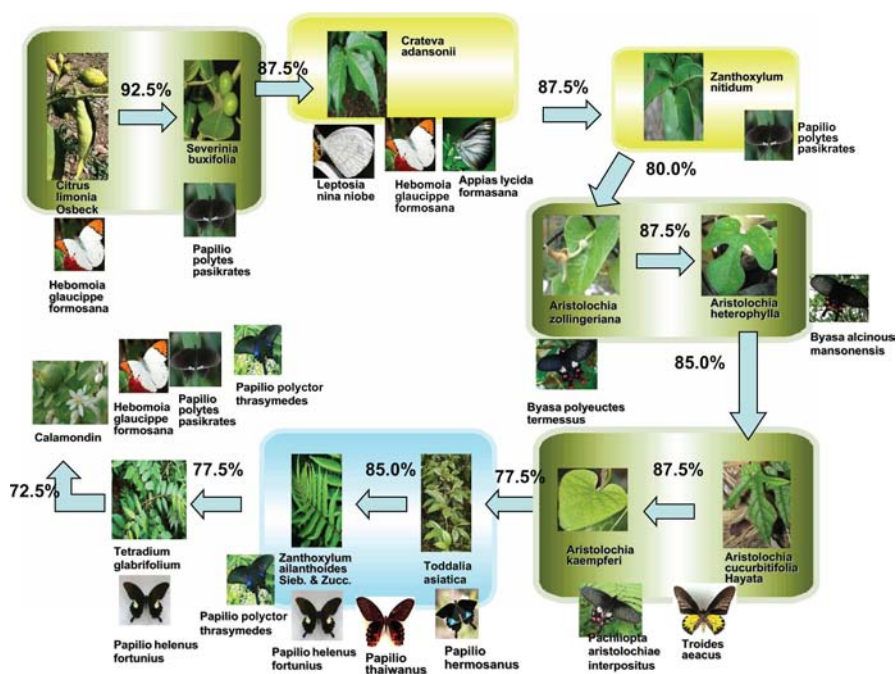 Crateva
adansonii
87.5%
92.5%
87.5%
Zanthoxylum
nitidum
Severinia
buxifolia
Citrus
limonia
Osbeck
Leptosia
nina niobe
Hebomoia
glaucippe
formosana
Appias lycida
formasana
Papilio
polytes
pasikrates
80.0%
Papilio
polytes
pasikrates
Hebomoia
glaucippe
formosana
87.5%
Aristolochia
zollingeriana
Aristolochia
heterophylla
Byasa alcinous
mansonensis
85.0%
Byasa polyeuctes
termessus
Papilio polyctor
thrasymedes
Hebomoia
glaucippe
formosana
Papilio
polytes
pasikrates
Calamondin
72.5%
77.5%
85.0%
77.5%
87.5%
Tetradium
glabrifolium
Zanthoxylum
ailanthoides
Sieb. & Zucc.
Toddalia
asiatica
Aristolochia
kaempferi
Aristolochia
cucurbitifolia
Hayata
Papilio helenus
fortunius
Papilio polyctor
thrasymedes
Papilio helenus
fortunius
Papilio
thaiwanus
Papilio
hermosanus
Pachliopta
aristolochiae
interpositus
Troides
aeacus